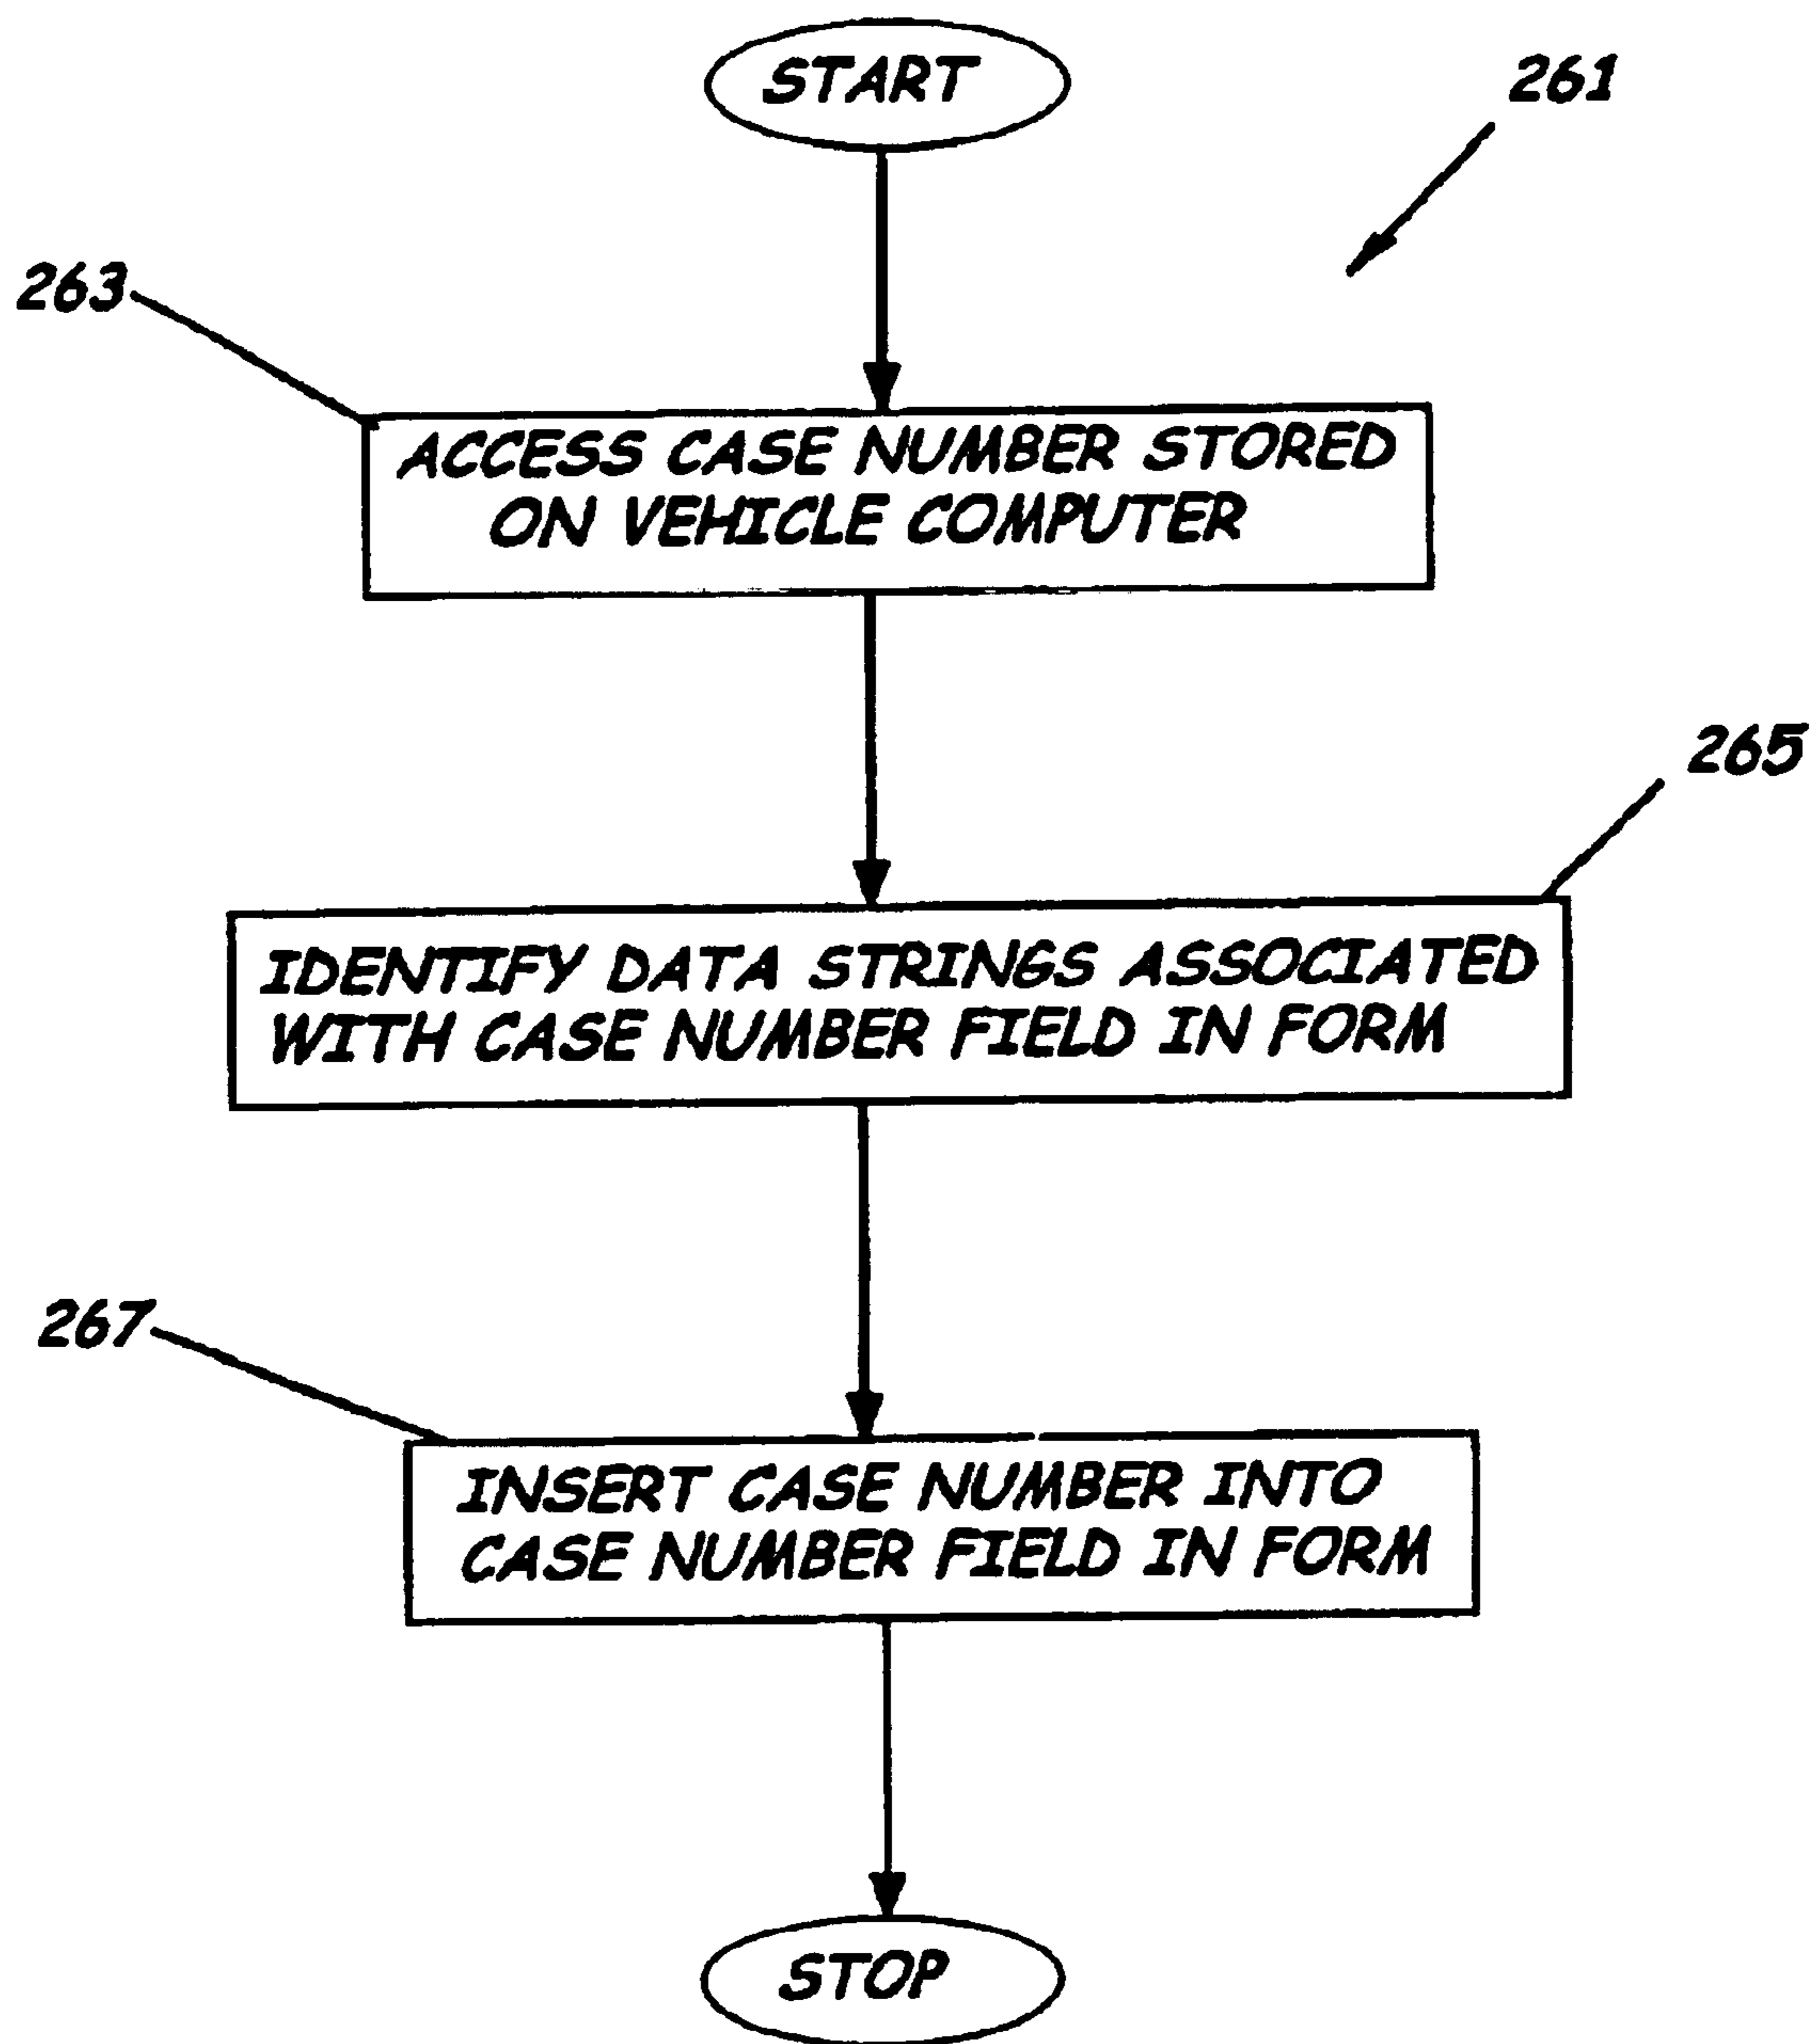 START
261
263
ACCESS CASE NUMBER STORED
ON VEHICLE COMPUTER
265
IDENTIFY DATA STRINGS ASSOCIATED
WITH CASE NUMBER FIELD IN FORM
267
INSERT CASE NUMBER INTO
CASE NUMBER FIELD IN FORM
STOP